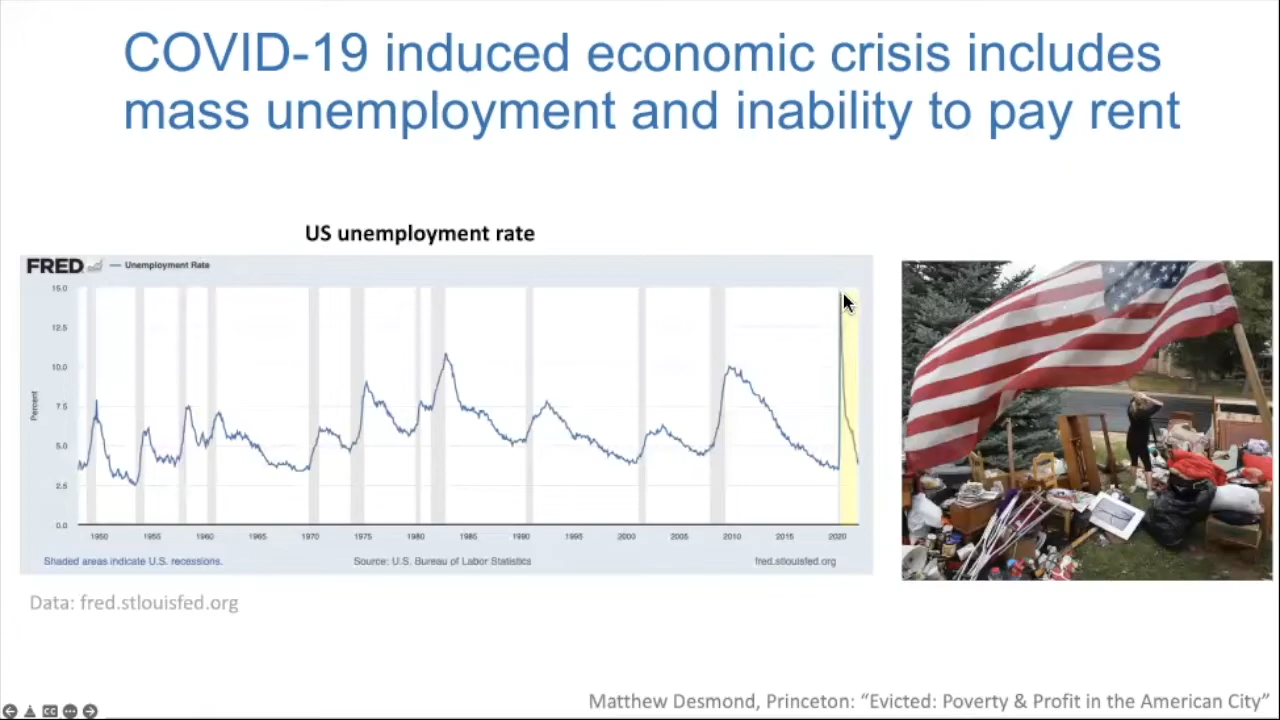 COVID-19 induced economic crisis includes
mass unemployment and inability to pay rent
US unemployment rate
FRED — Unemployment Rate
15.0
12.5
10.0
7.5
5.0
2.5
0.0
Percent
1950 1955 1960 1965 1970 1975 1980 1985 1990 1995 2000 2005 2010 2015 2020
Shaded areas indicate U.S. recessions. Source: U.S. Bureau of Labor Statistics fred.stlouisfed.org
Data: fred.stlouisfed.org
Matthew Desmond, Princeton: “Evicted: Poverty & Profit in the American City”
CC